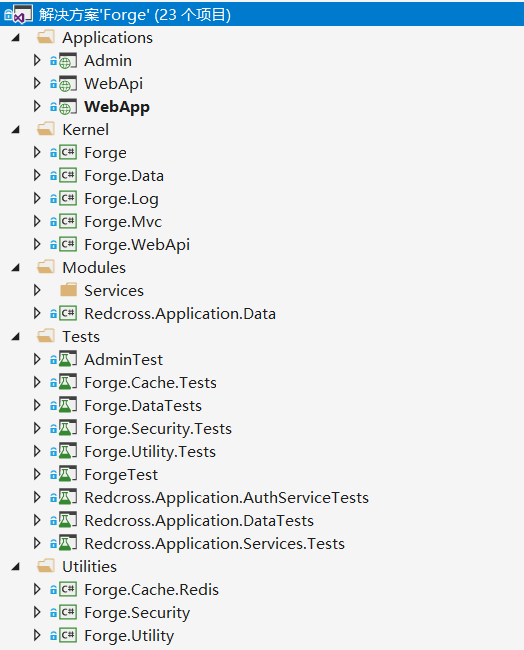 解决方案'Forge' (23 个项目)
Applications
Admin
WebApi
WebApp
Kernel
C# Forge
C# Forge.Data
C# Forge.Log
C# Forge.Mvc
C# Forge.WebApi
Modules
Services
C# Redcross.Application.Data
Tests
AdminTest
Forge.Cache.Tests
Forge.DataTests
Forge.Security.Tests
Forge.Utility.Tests
ForgeTest
Redcross.Application.AuthServiceTests
Redcross.Application.DataTests
Redcross.Application.Services.Tests
Utilities
C# Forge.Cache.Redis
C# Forge.Security
C# Forge.Utility